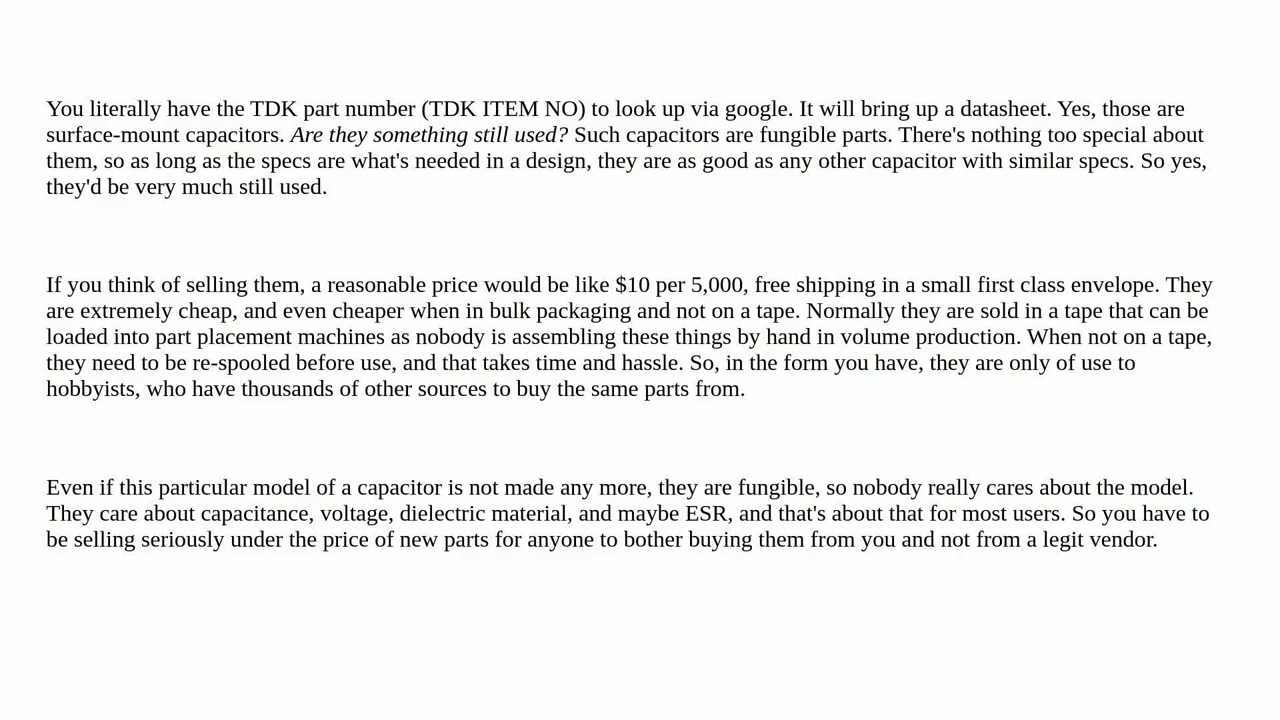 You literally have the TDK part number (TDK ITEM NO) to look up via google. It will bring up a datasheet. Yes, those are
surface-mount capacitors. Are they something still used? Such capacitors are fungible parts. There's nothing too special about
them, so as long as the specs are what's needed in a design, they are as good as any other capacitor with similar specs. So yes,
they'd be very much still used.
If you think of selling them, a reasonable price would be like $10 per 5,000, free shipping in a small first class envelope. They
are extremely cheap, and even cheaper when in bulk packaging and not on a tape. Normally they are sold in a tape that can be
loaded into part placement machines as nobody is assembling these things by hand in volume production. When not on a tape,
they need to be re-spooled before use, and that takes time and hassle. So, in the form you have, they are only of use to
hobbyists, who have thousands of other sources to buy the same parts from.
Even if this particular model of a capacitor is not made any more, they are fungible, so nobody really cares about the model.
They care about capacitance, voltage, dielectric material, and maybe ESR, and that's about that for most users. So you have to
be selling seriously under the price of new parts for anyone to bother buying them from you and not from a legit vendor.